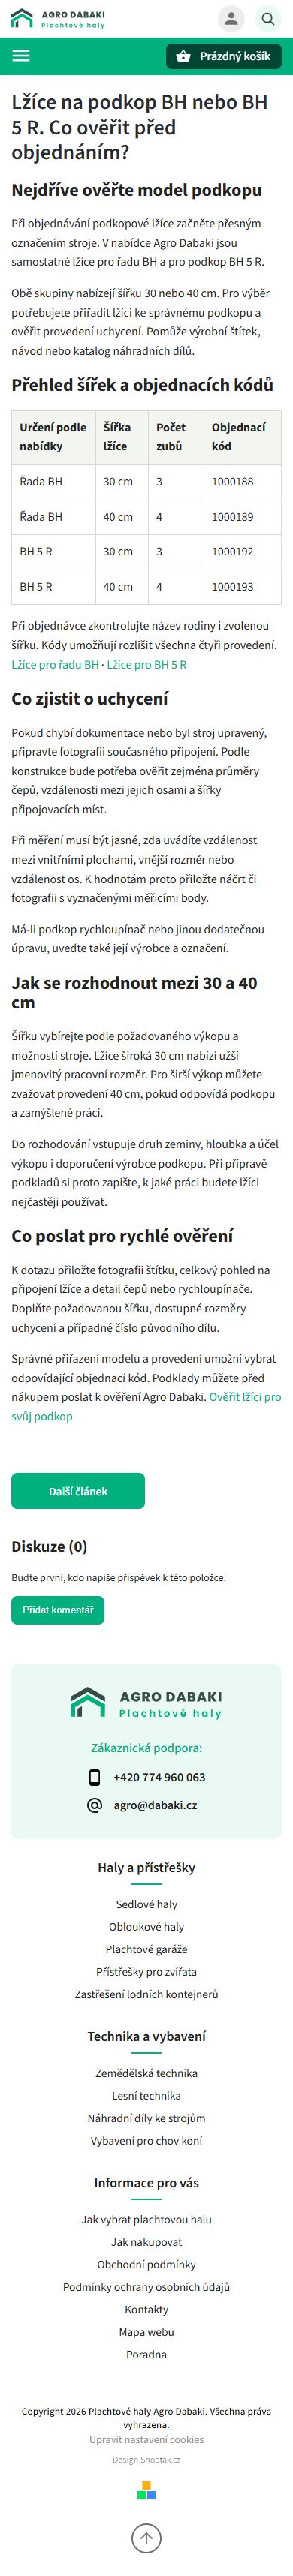 AGRO DABAKI
Plachtové haly
Prázdný košík
Lžíce na podkop BH nebo BH
5 R. Co ověřit před
objednáním?
Nejdříve ověřte model podkopu
Při objednávání podkopové lžíce začněte přesným
označením stroje. V nabídce Agro Dabaki jsou
samostatné lžíce pro řadu BH a pro podkop BH 5 R.
Obě skupiny nabízejí šířku 30 nebo 40 cm. Pro výběr
potřebujete přiřadit lžíci ke správnému podkopu a
ověřit provedení uchycení. Pomůže výrobní štítek,
návod nebo katalog náhradních dílů.
Přehled šířek a objednacích kódů
Určení podle nabídky | Šířka lžíce | Počet zubů | Objednací kód
Řada BH | 30 cm | 3 | 1000188
Řada BH | 40 cm | 4 | 1000189
BH 5 R | 30 cm | 3 | 1000192
BH 5 R | 40 cm | 4 | 1000193
Při objednávce zkontrolujte název rodiny i zvolenou
šířku. Kódy umožňují rozlišit všechna čtyři provedení.
Lžíce pro řadu BH · Lžíce pro BH 5 R
Co zjistit o uchycení
Pokud chybí dokumentace nebo byl stroj upravený,
připravte fotografii současného připojení. Podle
konstrukce bude potřeba ověřit zejména průměry
čepů, vzdálenosti mezi jejich osami a šířky
připojovacích míst.
Při měření musí být jasné, zda uvádíte vzdálenost
mezi vnitřními plochami, vnější rozměr nebo
vzdálenost os. K hodnotám proto přiložte náčrt či
fotografii s vyznačenými měřicími body.
Má-li podkop rychloupínač nebo jinou dodatečnou
úpravu, uveďte také její výrobce a označení.
Jak se rozhodnout mezi 30 a 40
cm
Šířku vybírejte podle požadovaného výkopu a
možností stroje. Lžíce široká 30 cm nabízí užší
jmenovitý pracovní rozměr. Pro širší výkop můžete
zvažovat provedení 40 cm, pokud odpovídá podkopu
a zamýšlené práci.
Do rozhodování vstupuje druh zeminy, hloubka a účel
výkopu i doporučení výrobce podkopu. Při přípravě
podkladů si proto zapište, k jaké práci budete lžíci
nejčastěji používat.
Co poslat pro rychlé ověření
K dotazu přiložte fotografii štítku, celkový pohled na
připojení lžíce a detail čepů nebo rychloupínače.
Doplňte požadovanou šířku, dostupné rozměry
uchycení a případné číslo původního dílu.
Správné přiřazení modelu a provedení umožní vybrat
odpovídající objednací kód. Podklady můžete před
nákupem poslat k ověření Agro Dabaki. Ověřit lžíci pro
svůj podkop
Další článek
Diskuze (0)
Buďte první, kdo napíše příspěvek k této položce.
Přidat komentář
AGRO DABAKI
Plachtové haly
Zákaznická podpora:
+420 774 960 063
agro@dabaki.cz
Haly a přístřešky
Sedlové haly
Obloukové haly
Plachtové garáže
Přístřešky pro zvířata
Zastřešení lodních kontejnerů
Technika a vybavení
Zemědělská technika
Lesní technika
Náhradní díly ke strojům
Vybavení pro chov koní
Informace pro vás
Jak vybrat plachtovou halu
Jak nakupovat
Obchodní podmínky
Podmínky ochrany osobních údajů
Kontakty
Mapa webu
Poradna
Copyright 2026 Plachtové haly Agro Dabaki. Všechna práva
vyhrazena.
Upravit nastavení cookies
Design Shoptak.cz